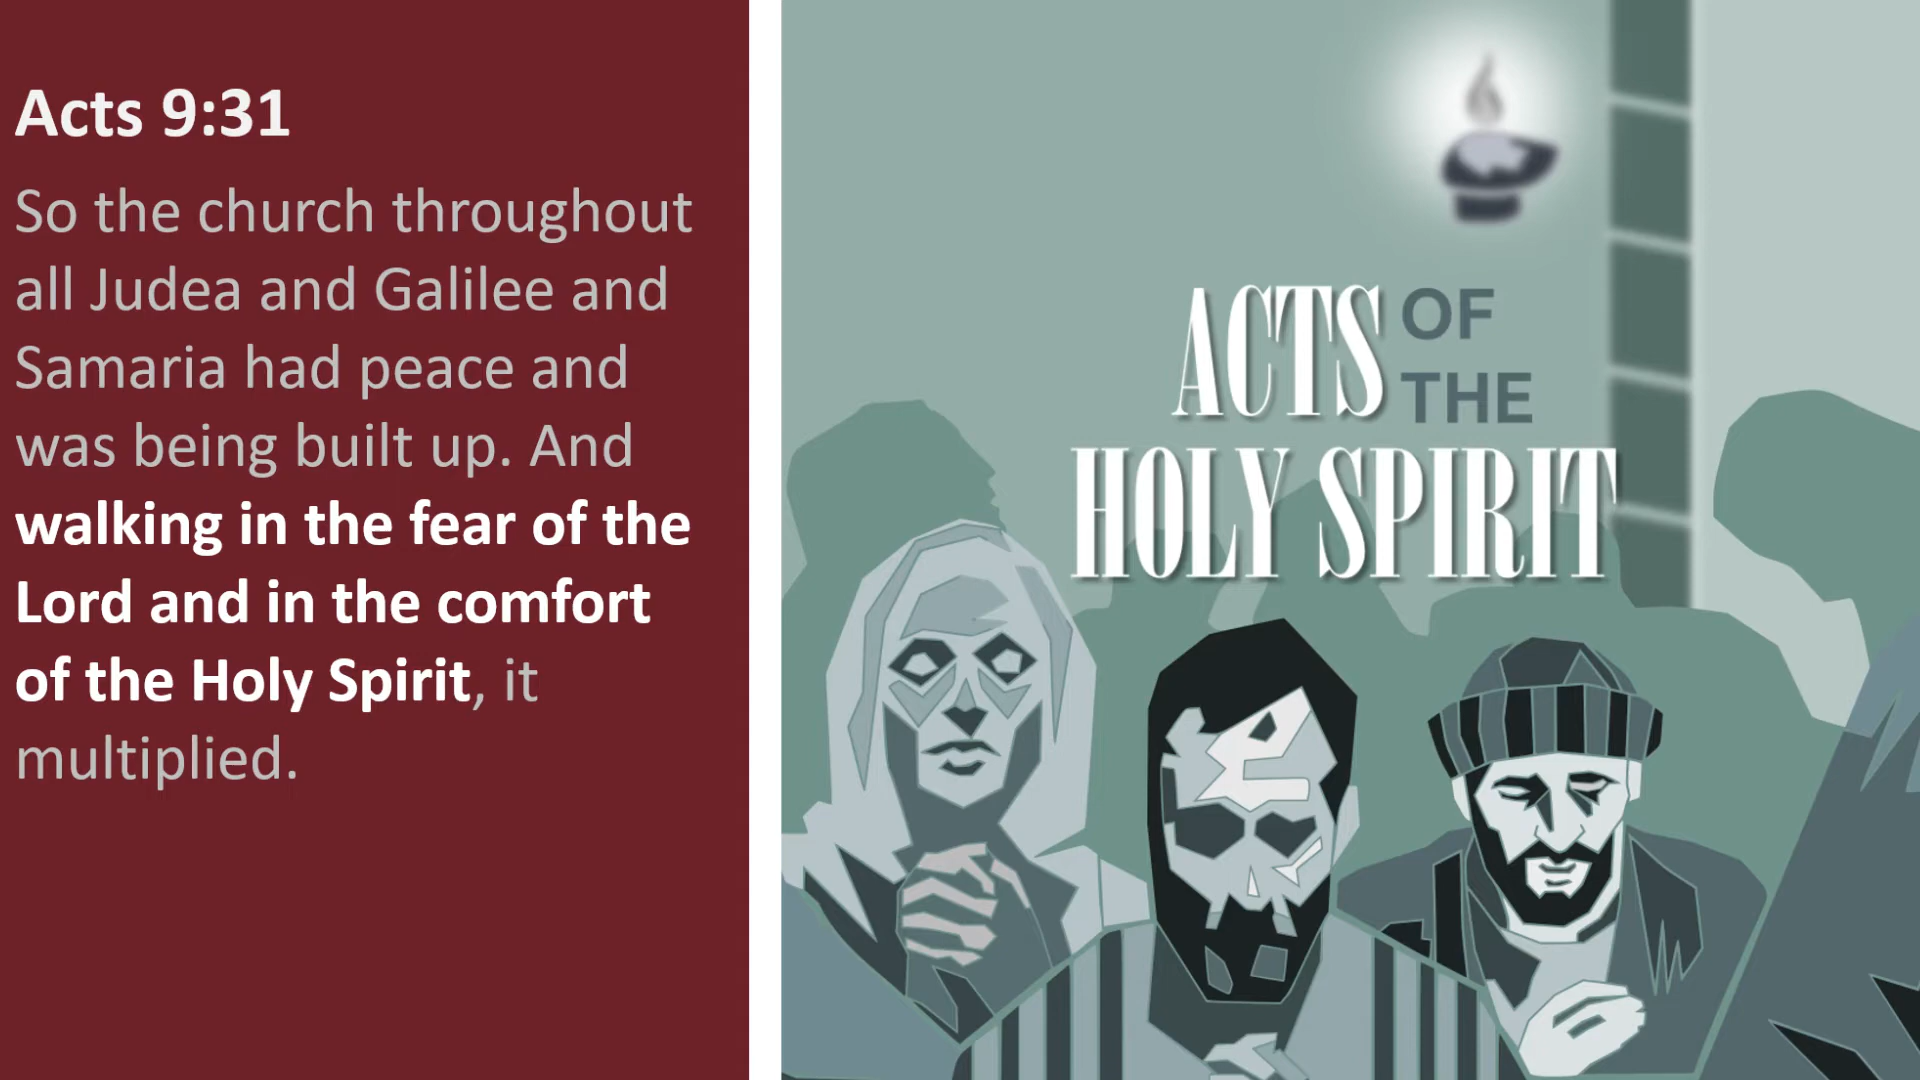 Acts 9:31
So the church throughout
all Judea and Galilee and
Samaria had peace and
was being built up. And
walking in the fear of the
Lord and in the comfort
of the Holy Spirit, it
multiplied.
ACTS OF
THE
HOLY SPIRIT